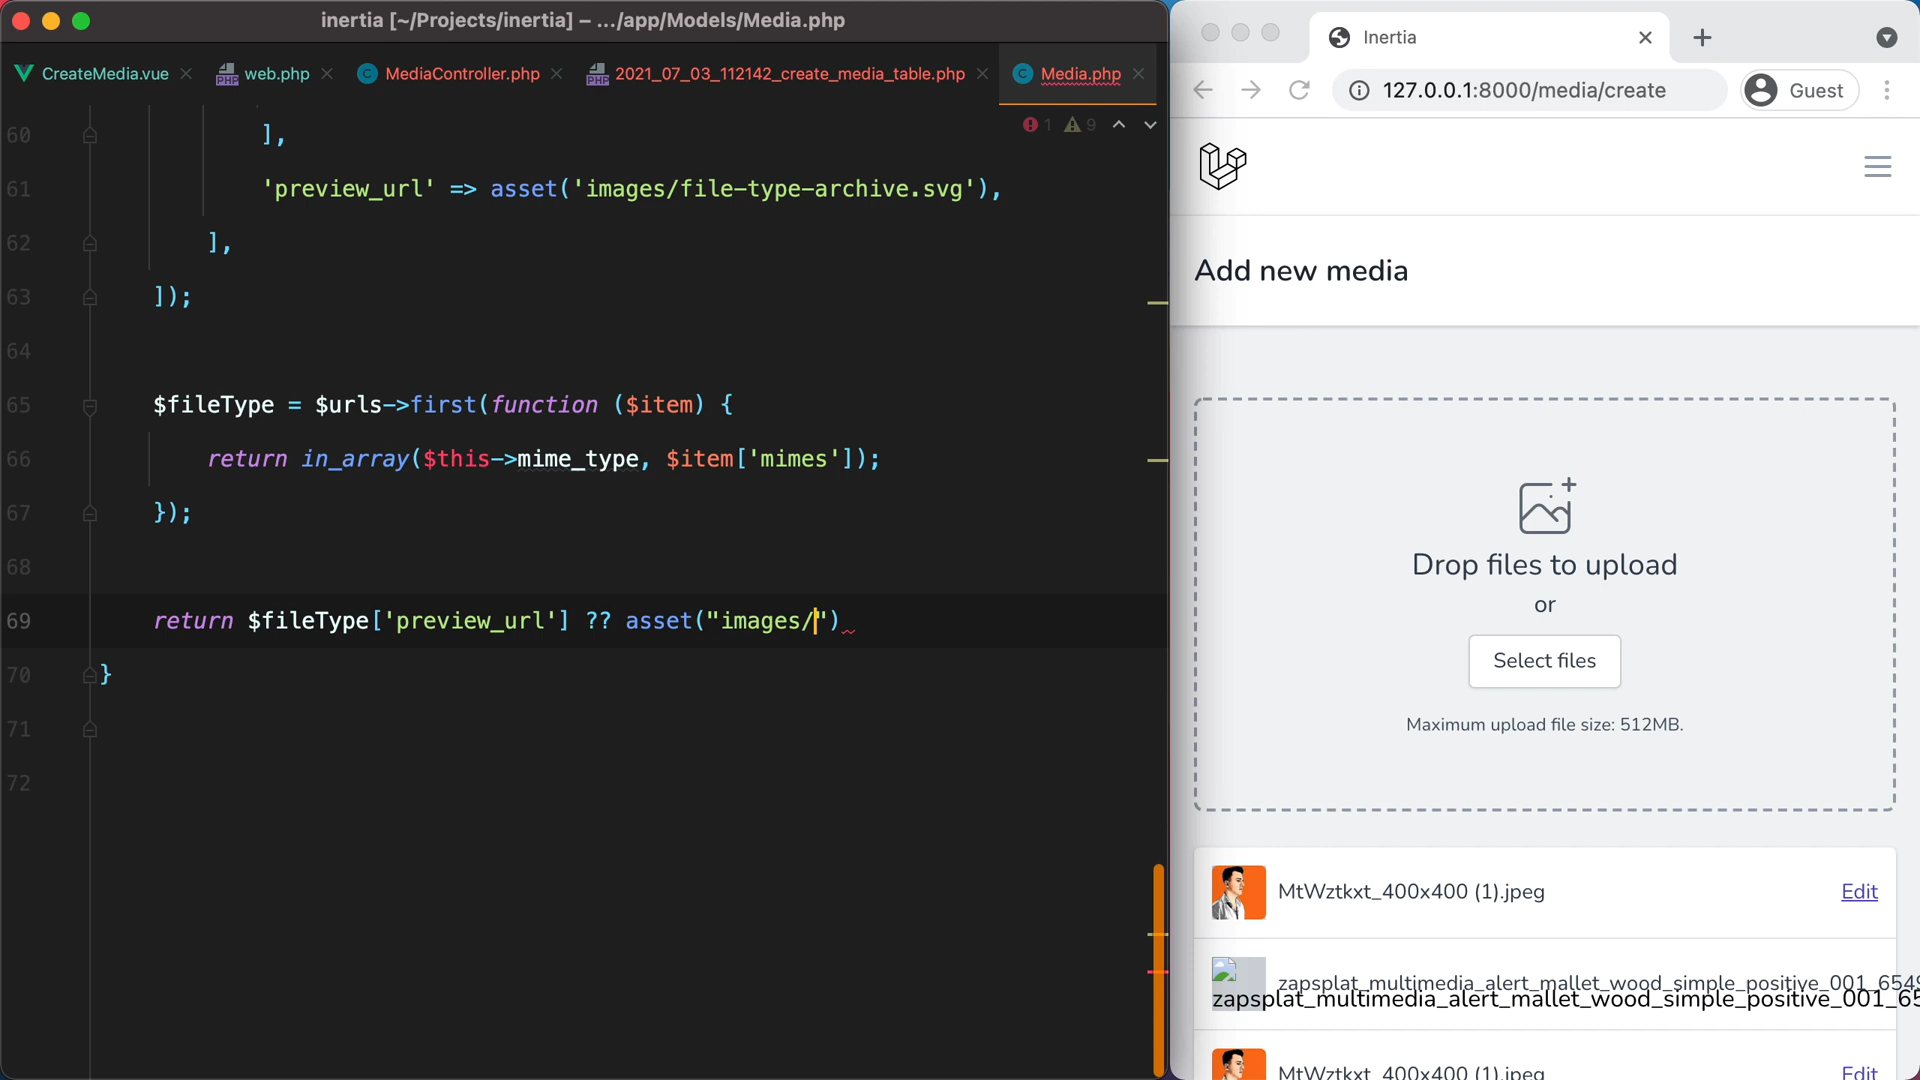 inertia [~/Projects/inertia] – .../app/Models/Media.php
CreateMedia.vue
web.php
MediaController.php
2021_07_03_112142_create_media_table.php
Media.php
1 9
60 ],
61 'preview_url' => asset('images/file-type-archive.svg'),
62 ],
63 ]);
64
65 $fileType = $urls->first(function ($item) {
66 return in_array($this->mime_type, $item['mimes']);
67 });
68
69 return $fileType['preview_url'] ?? asset("images/")
70 }
71
72
Inertia
127.0.0.1:8000/media/create
Guest
Add new media
Drop files to upload
or
Select files
Maximum upload file size: 512MB.
MtWztkxt_400x400 (1).jpeg
Edit
zapsplat_multimedia_alert_mallet_wood_simple_positive_001_654
zapsplat_multimedia_alert_mallet_wood_simple_positive_001_65
MtWztkxt_400x400 (1).jpeg
Edit